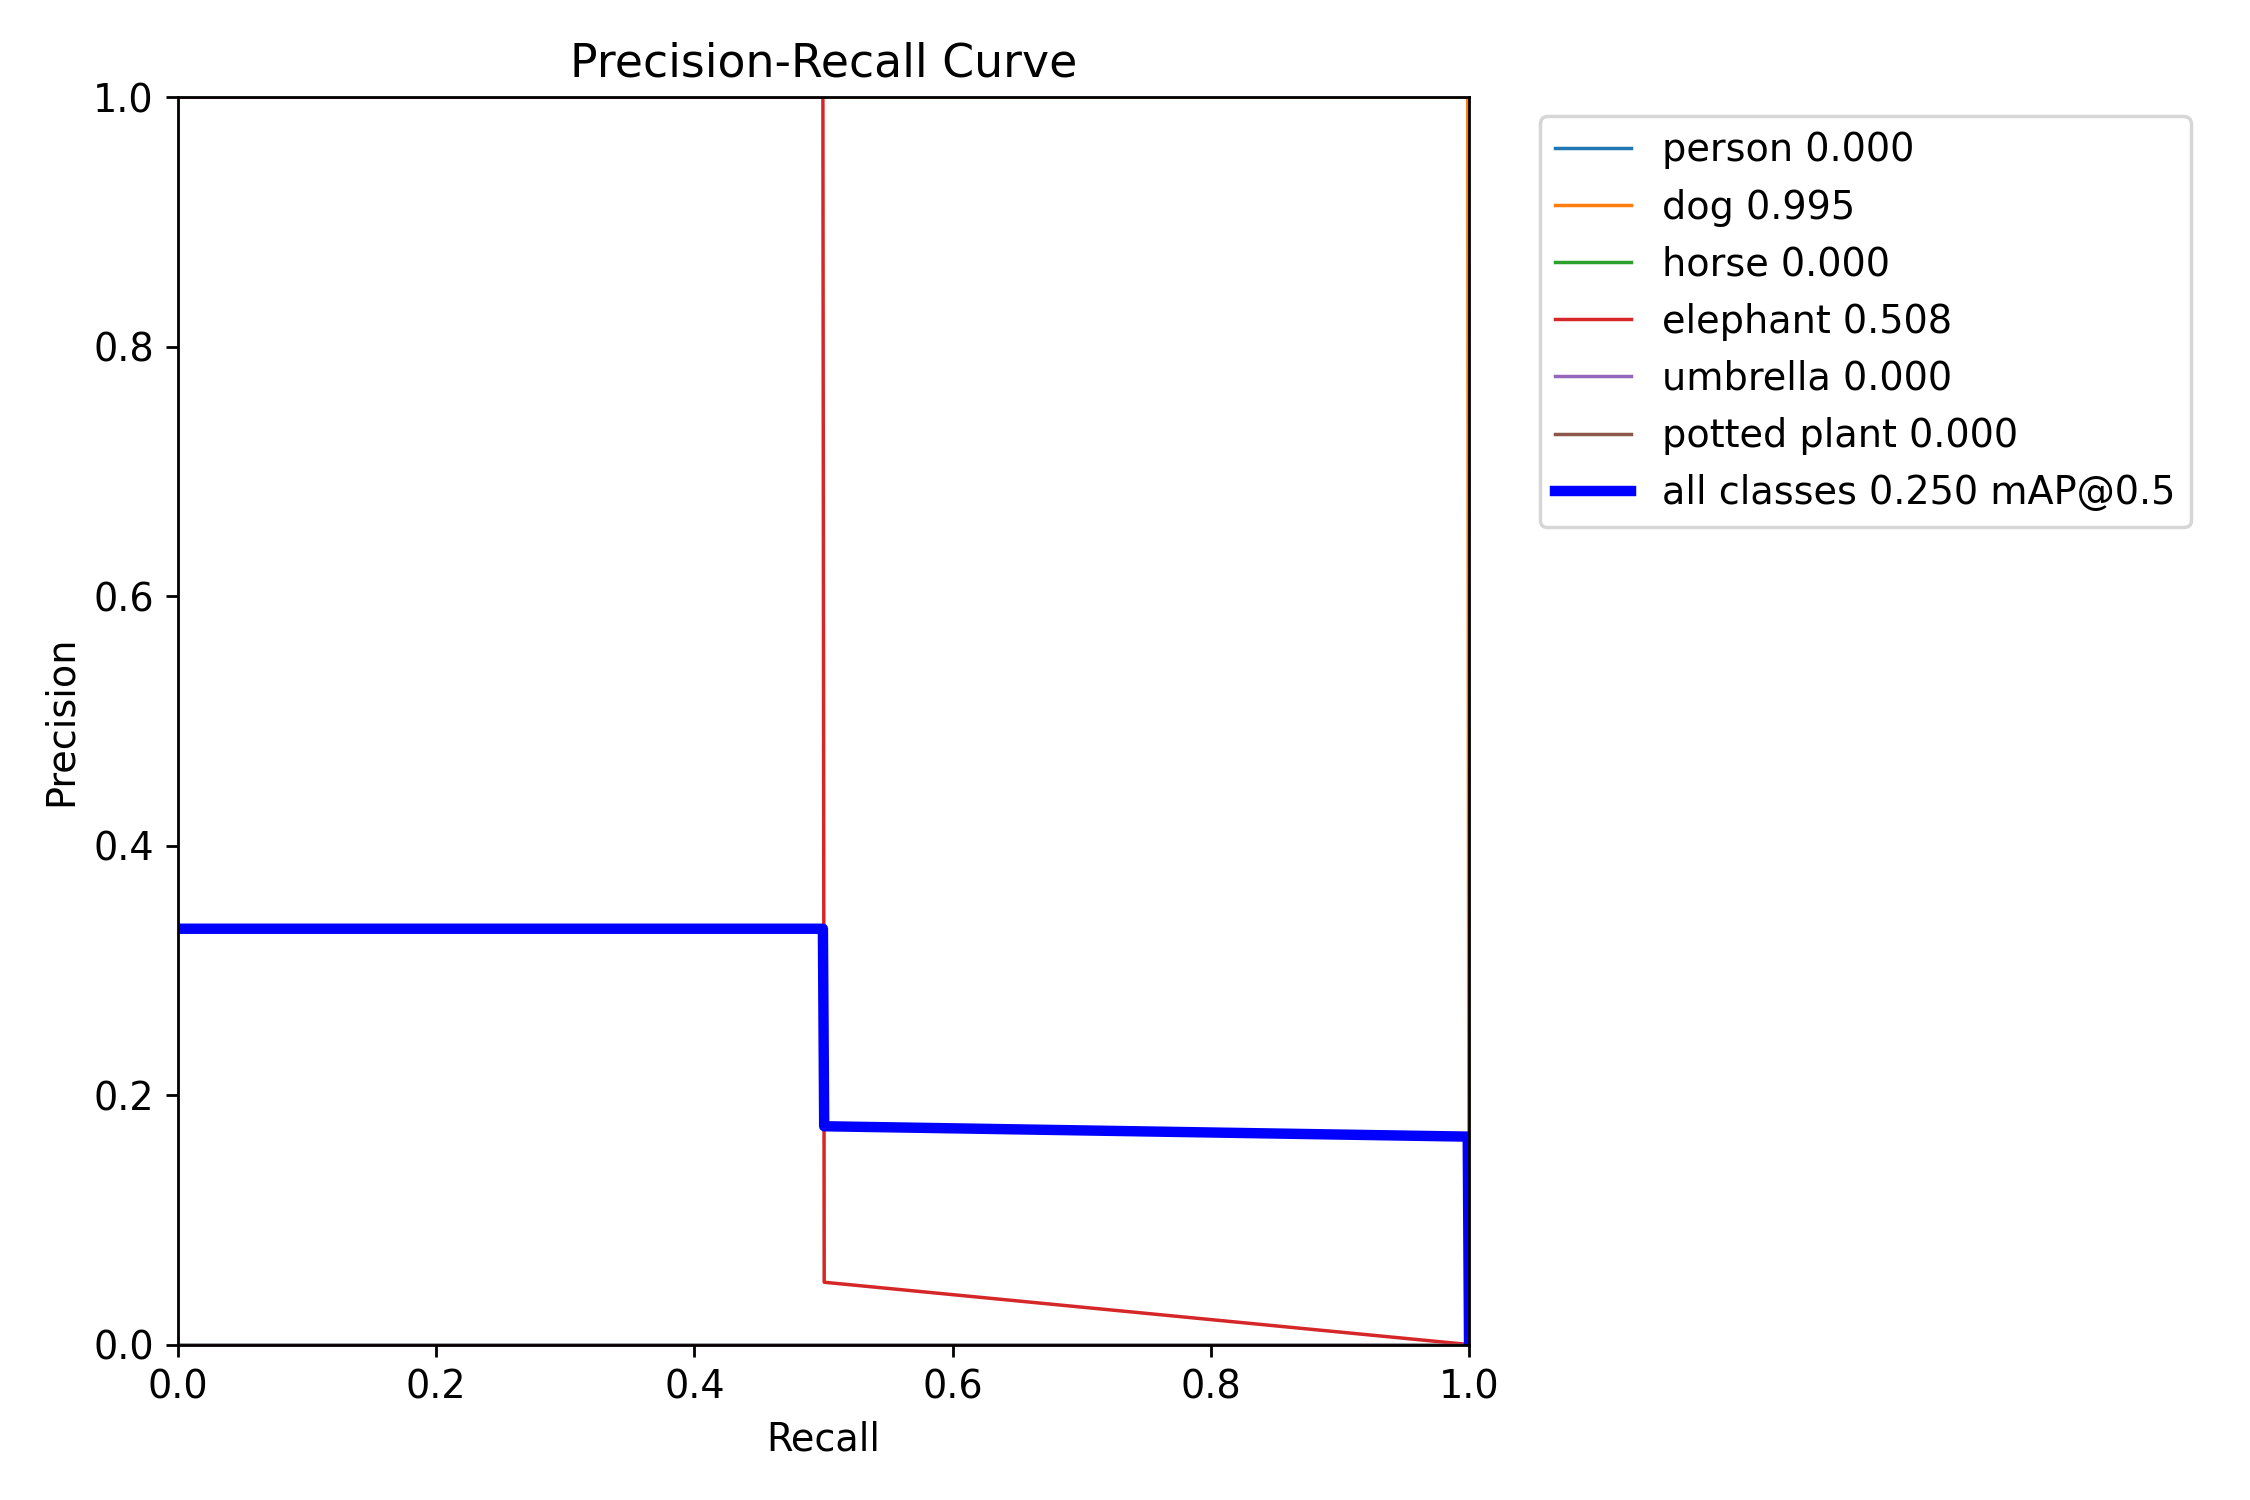 Precision-Recall Curve
1.0
0.8
0.6
0.4
0.2
0.0
Precision
0.0 0.2 0.4 0.6 0.8 1.0
Recall
person 0.000
dog 0.995
horse 0.000
elephant 0.508
umbrella 0.000
potted plant 0.000
all classes 0.250 mAP@0.5